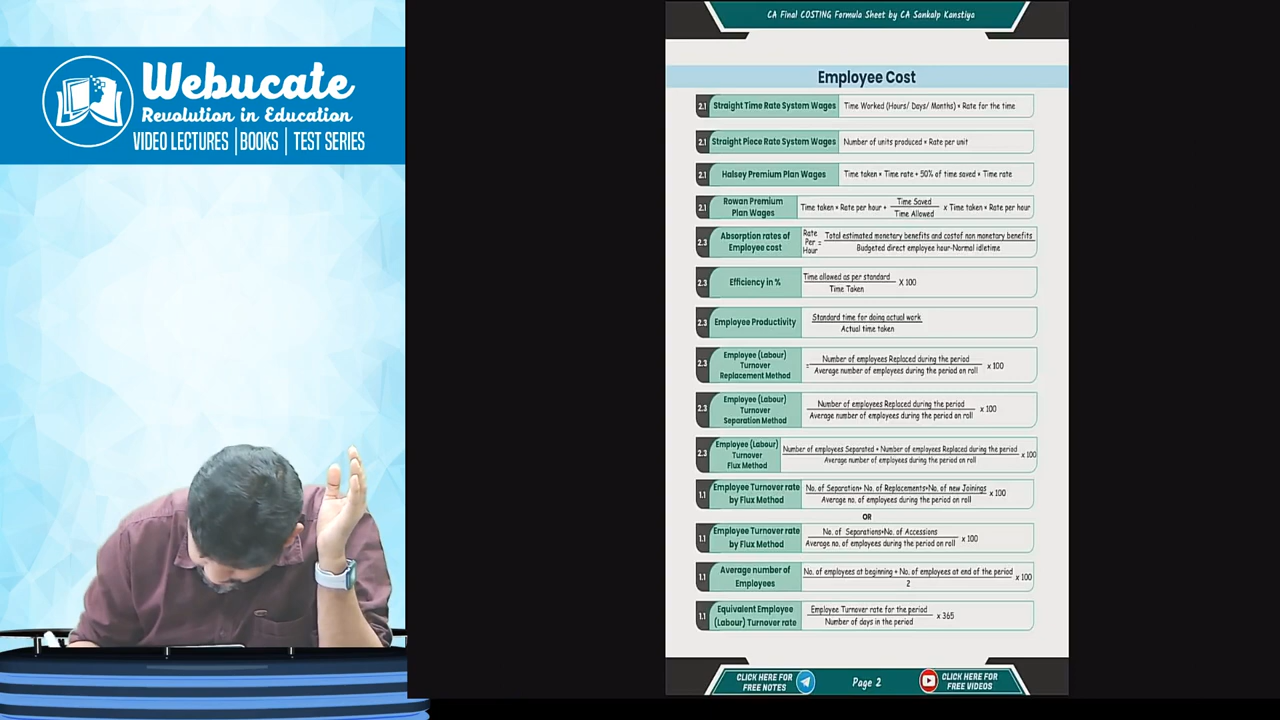 CA Final COSTING Formula Sheet by CA Sankalp Kanstiya
Webucate
Revolution in Education
VIDEO LECTURES | BOOKS | TEST SERIES
Employee Cost
2.1 Straight Time Rate System Wages Time Worked (Hours/ Days/ Months) × Rate for the time
2.1 Straight Piece Rate System Wages Number of units produced × Rate per unit
2.1 Halsey Premium Plan Wages Time taken × Time rate + 50% of time saved × Time rate
2.1 Rowan Premium
Plan Wages
Time taken × Rate per hour + Time Saved x Time taken × Rate per hour
Time Allowed
2.3 Absorption rates of
Employee cost
Rate
Per
Hour
= Total estimated monetary benefits and costof non monetary benefits
Budgeted direct employee hour-Normal idletime
2.3 Efficiency in %
Time allowed as per standard X 100
Time Taken
2.3 Employee Productivity
Standard time for doing actual work
Actual time taken
2.3 Employee (Labour)
Turnover
Replacement Method
= Number of employees Replaced during the period x 100
Average number of employees during the period on roll
2.3 Employee (Labour)
Turnover
Separation Method
Number of employees Replaced during the period x 100
Average number of employees during the period on roll
2.3 Employee (Labour)
Turnover
Flux Method
Number of employees Separated + Number of employees Replaced during the period x 100
Average number of employees during the period on roll
1.1 Employee Turnover rate
by Flux Method
No. of Separation+ No. of Replacements+No. of new Joinings x 100
Average no. of employees during the period on roll
OR
1.1 Employee Turnover rate
by Flux Method
No. of Separations+No. of Accessions x 100
Average no. of employees during the period on roll
1.1 Average number of
Employees
No. of employees at beginning + No. of employees at end of the period x 100
2
1.1 Equivalent Employee
(Labour) Turnover rate
Employee Turnover rate for the period x 365
Number of days in the period
CLICK HERE FOR
FREE NOTES
Page 2
CLICK HERE FOR
FREE VIDEOS